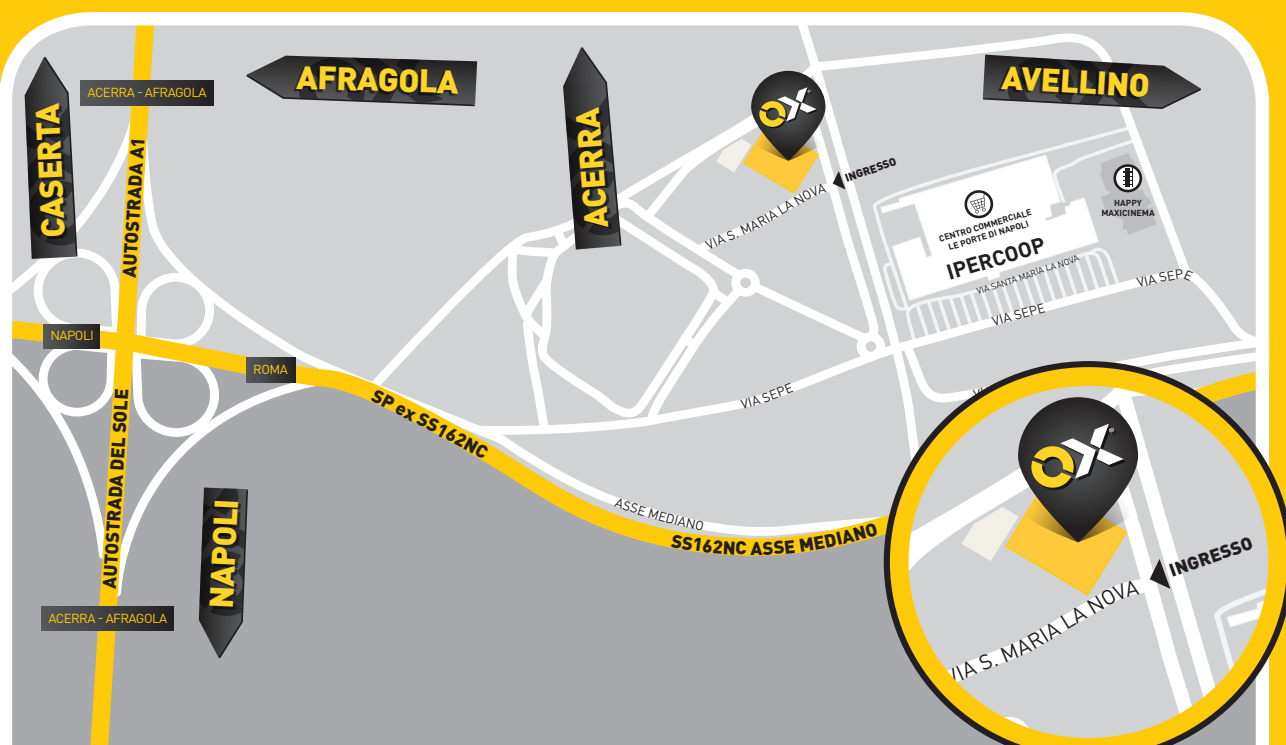 AFRAGOLA
AVELLINO
CASERTA
ACERRA - AFRAGOLA
ACERRA
OX
AUTOSTRADA A1
INGRESSO
VIA S. MARIA LA NOVA
CENTRO COMMERCIALE
LE PORTE DI NAPOLI
IPERCOOP
VIA SANTA MARIA LA NOVA
HAPPY
MAXICINEMA
VIA SEPE
VIA SEPE
NAPOLI
ROMA
VIA SEPE
SP ex SS162NC
AUTOSTRADA DEL SOLE
ASSE MEDIANO
SS162NC ASSE MEDIANO
NAPOLI
ACERRA - AFRAGOLA
OX®
INGRESSO
VIA S. MARIA LA NOVA